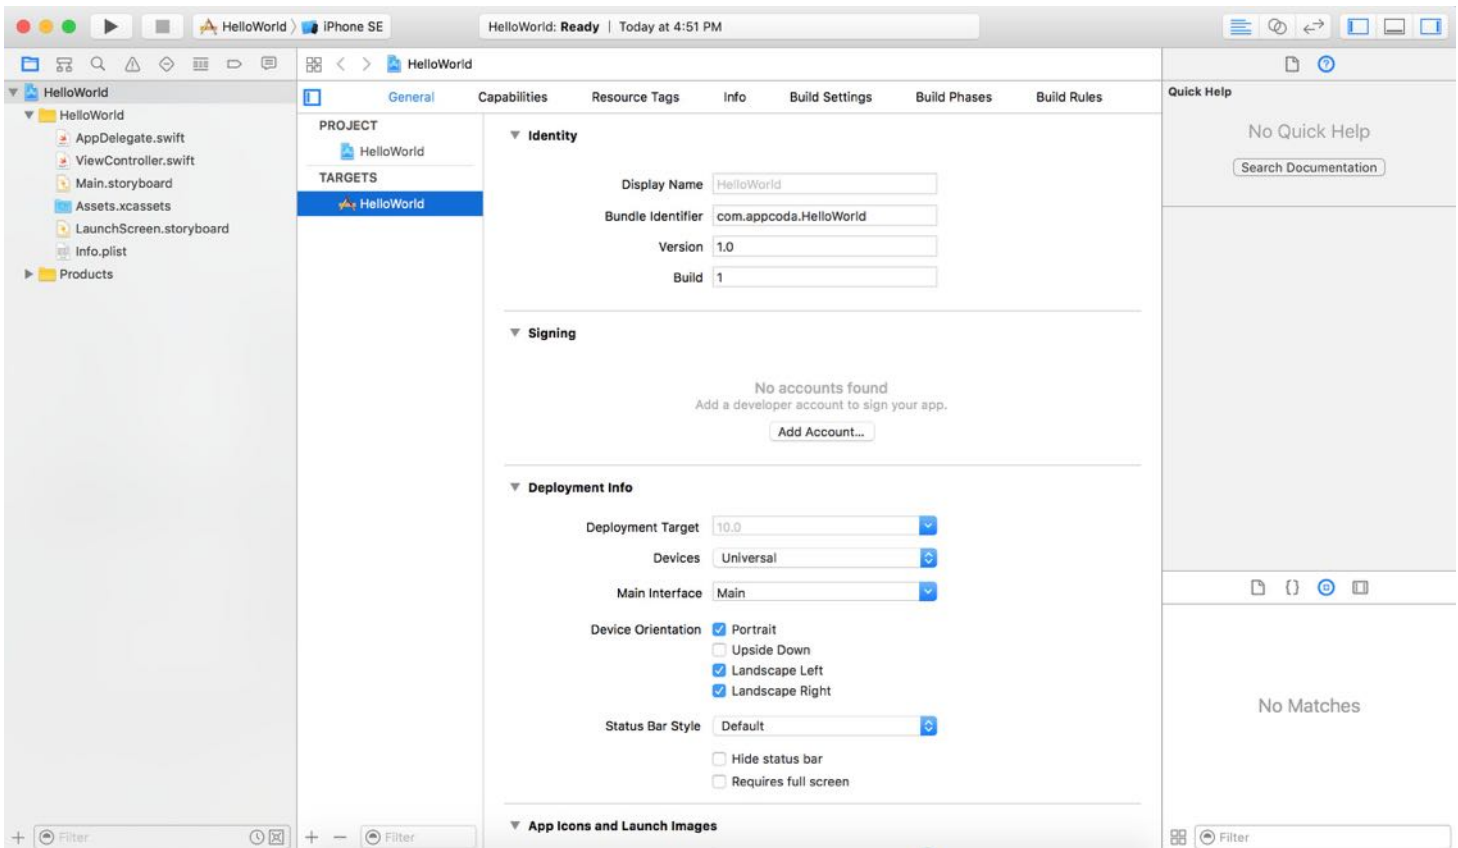 HelloWorld iPhone SE HelloWorld: Ready | Today at 4:51 PM
HelloWorld
HelloWorld
AppDelegate.swift
ViewController.swift
Main.storyboard
Assets.xcassets
LaunchScreen.storyboard
Info.plist
Products
Filter
HelloWorld
General Capabilities Resource Tags Info Build Settings Build Phases Build Rules
PROJECT
HelloWorld
TARGETS
HelloWorld
Filter
Identity
Display Name HelloWorld
Bundle Identifier com.appcoda.HelloWorld
Version 1.0
Build 1
Signing
No accounts found
Add a developer account to sign your app.
Add Account...
Deployment Info
Deployment Target 10.0
Devices Universal
Main Interface Main
Device Orientation Portrait
Upside Down
Landscape Left
Landscape Right
Status Bar Style Default
Hide status bar
Requires full screen
App Icons and Launch Images
Quick Help
No Quick Help
Search Documentation
{}
No Matches
Filter